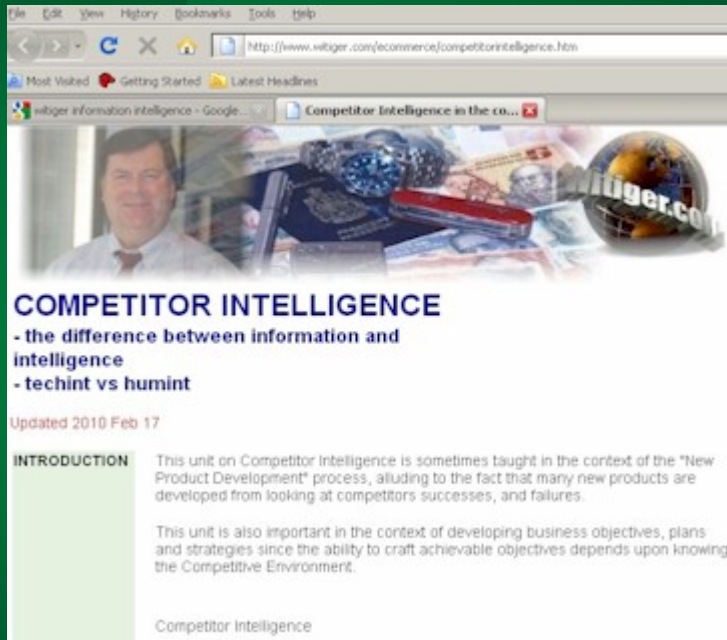 File Edit View History Bookmarks Tools Help
http://www.witiger.com/ecommerce/competitorintelligence.htm
Most Visited Getting Started Latest Headlines
witiger information intelligence - Google... Competitor Intelligence in the co...
witiger.com
COMPETITOR INTELLIGENCE
- the difference between information and
intelligence
- techint vs humint
Updated 2010 Feb 17
INTRODUCTION
This unit on Competitor Intelligence is sometimes taught in the context of the "New
Product Development" process, alluding to the fact that many new products are
developed from looking at competitors successes, and failures.
This unit is also important in the context of developing business objectives, plans
and strategies since the ability to craft achievable objectives depends upon knowing
the Competitive Environment.
Competitor Intelligence